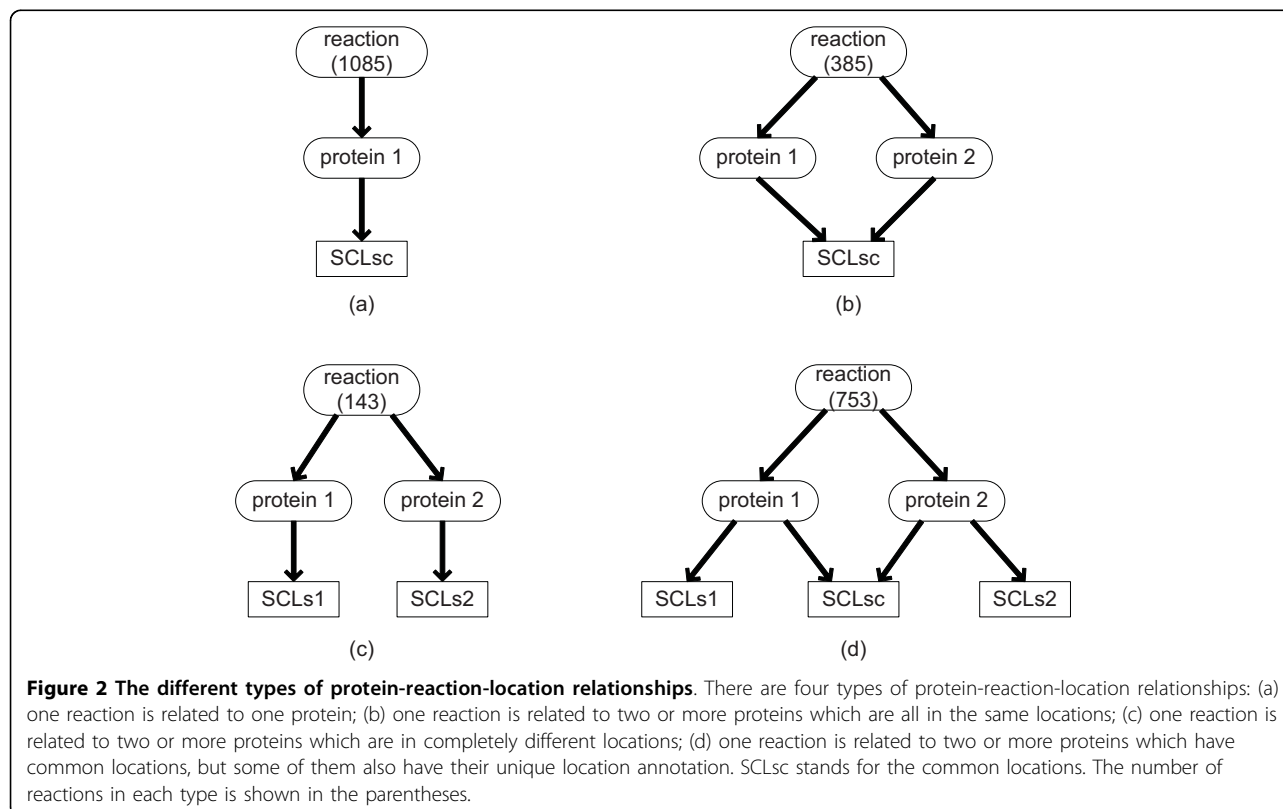 reaction
(1085)
protein 1
SCLsc
(a)
reaction
(385)
protein 1
protein 2
SCLsc
(b)
reaction
(143)
protein 1
protein 2
SCLs1
SCLs2
(c)
reaction
(753)
protein 1
protein 2
SCLs1
SCLsc
SCLs2
(d)
Figure 2 The different types of protein-reaction-location relationships. There are four types of protein-reaction-location relationships: (a)
one reaction is related to one protein; (b) one reaction is related to two or more proteins which are all in the same locations; (c) one reaction is
related to two or more proteins which are in completely different locations; (d) one reaction is related to two or more proteins which have
common locations, but some of them also have their unique location annotation. SCLsc stands for the common locations. The number of
reactions in each type is shown in the parentheses.